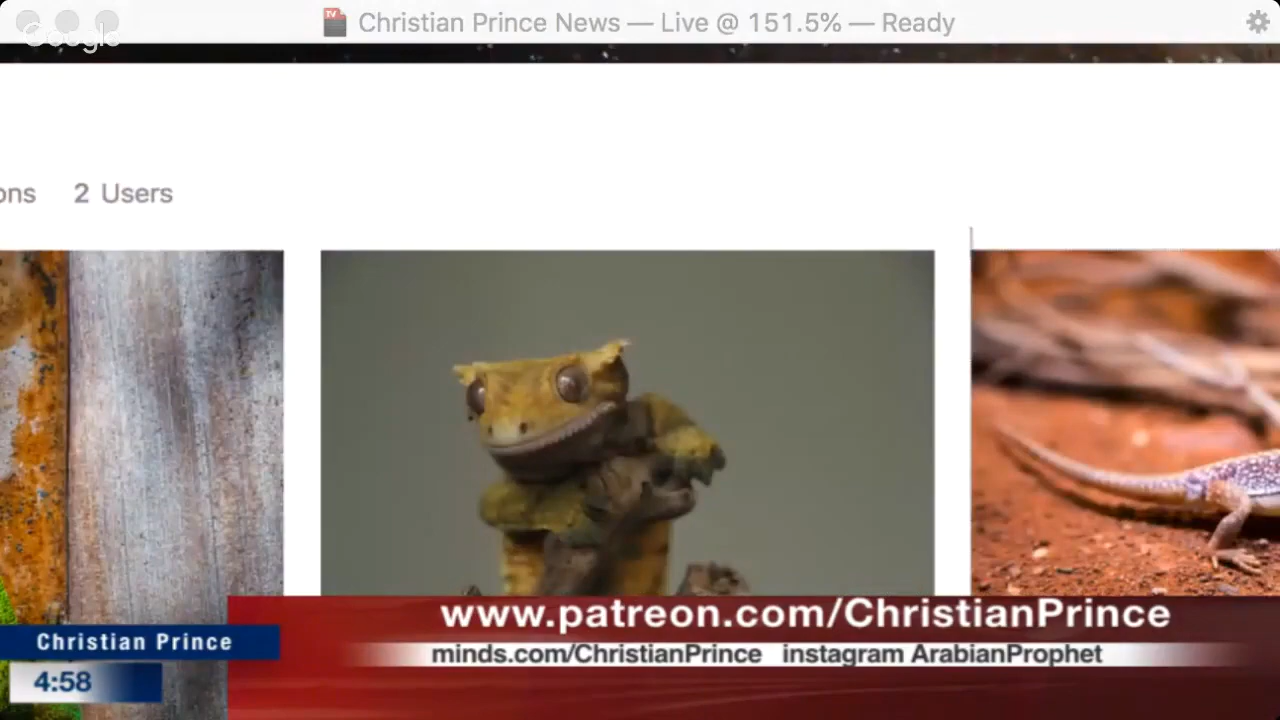 Christian Prince News — Live @ 151.5% — Ready
Google
ons 2 Users
www.patreon.com/ChristianPrince
Christian Prince
minds.com/ChristianPrince instagram ArabianProphet
4:58